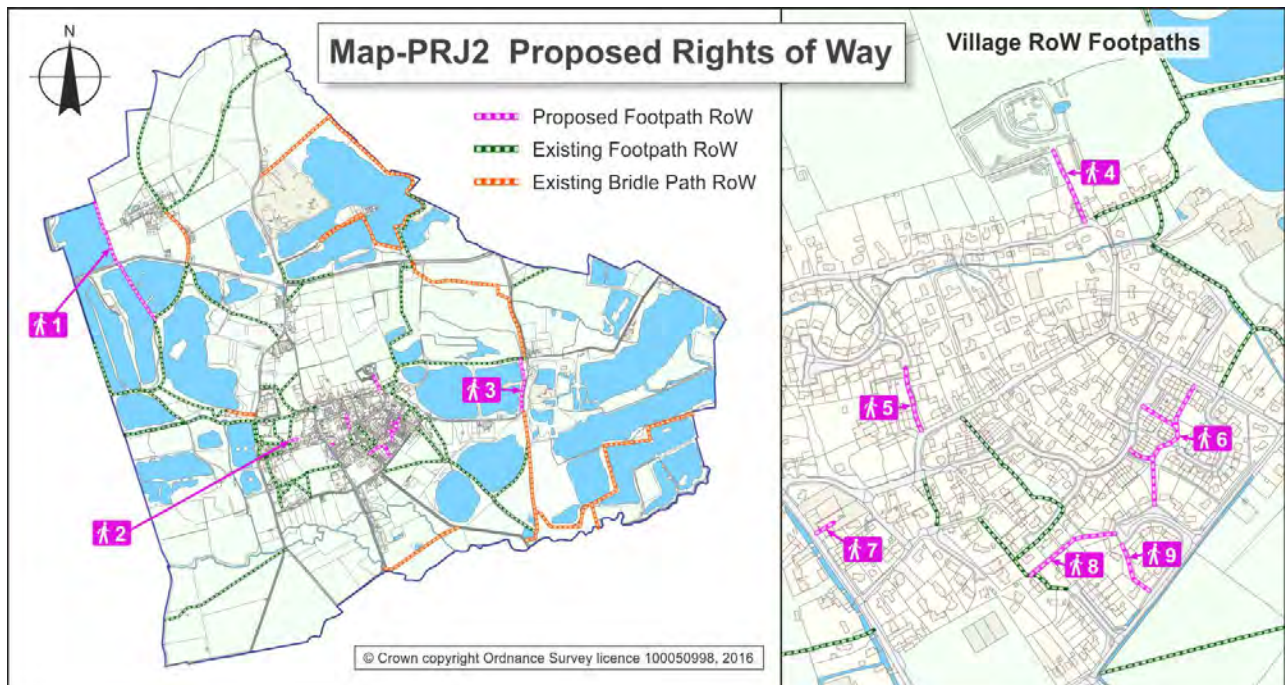 N
Map-PRJ2 Proposed Rights of Way
Proposed Footpath RoW
Existing Footpath RoW
Existing Bridle Path RoW
1
2
3
© Crown copyright Ordnance Survey licence 100050998, 2016
Village RoW Footpaths
4
5
6
7
8
9